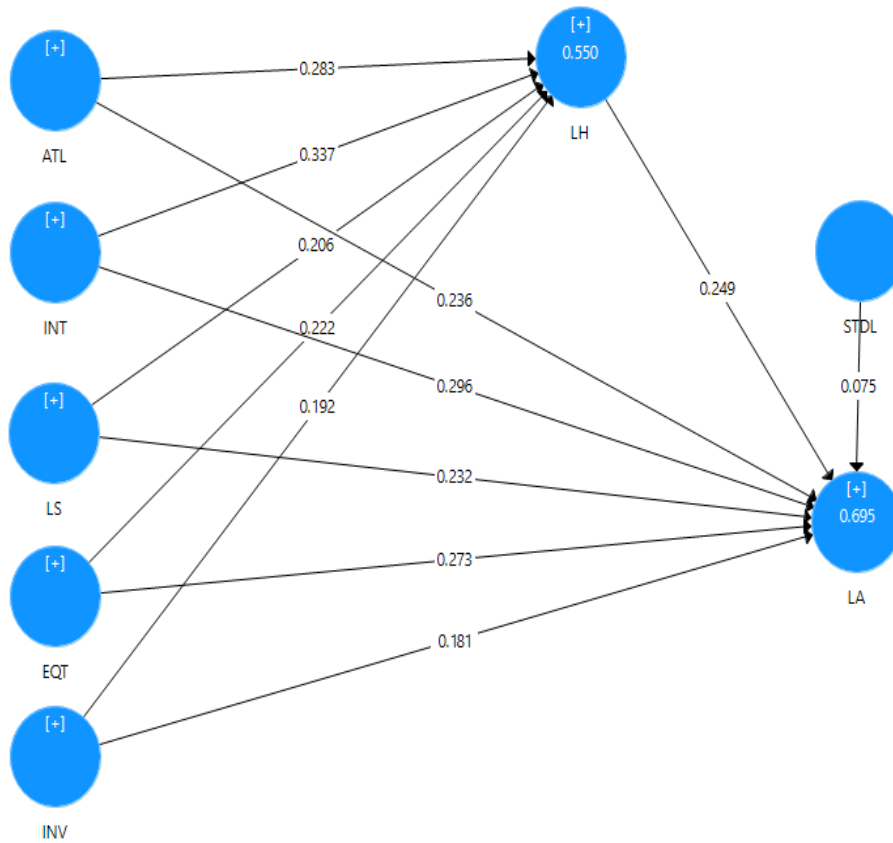 [+]
0.550
LH
[+]
ATL
0.283
0.337
[+]
INT
0.206
0.236
0.249
STDL
0.075
0.222
0.296
0.192
[+]
LS
0.232
[+]
0.695
LA
[+]
EQT
0.273
0.181
[+]
INV